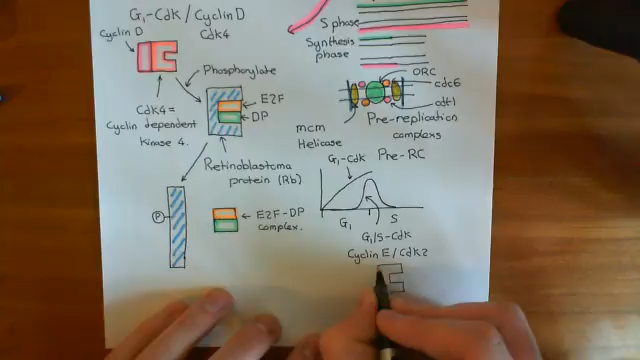 G1-Cdk / Cyclin D
Cdk4
Cyclin D
Phosphorylate
Cdk4=
Cyclin dependent
Kinase 4.
E2F
DP
Retinoblastoma
protein (Rb)
P
E2F-DP
complex.
S phase
Synthesis
phase
ORC
cdc6
cdt1
mcm
Helicase
Pre-replication
complexes
Pre-RC
G1-Cdk
G1
S
G1/S-Cdk
Cyclin E/Cdk2